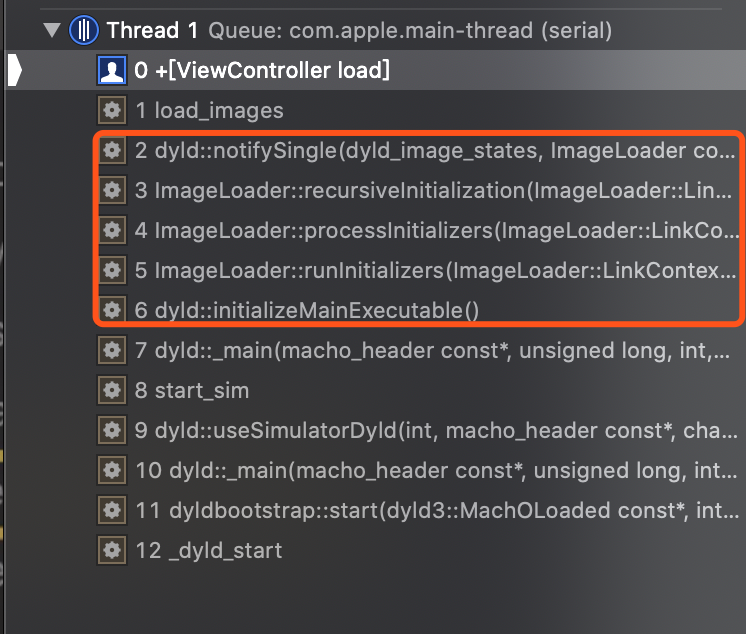 Thread 1 Queue: com.apple.main-thread (serial)
0 +[ViewController load]
1 load_images
2 dyld::notifySingle(dyld_image_states, ImageLoader co...
3 ImageLoader::recursiveInitialization(ImageLoader::Lin...
4 ImageLoader::processInitializers(ImageLoader::LinkCo...
5 ImageLoader::runInitializers(ImageLoader::LinkContex...
6 dyld::initializeMainExecutable()
7 dyld::_main(macho_header const*, unsigned long, int,...
8 start_sim
9 dyld::useSimulatorDyld(int, macho_header const*, cha...
10 dyld::_main(macho_header const*, unsigned long, int...
11 dyldbootstrap::start(dyld3::MachOLoaded const*, int...
12 _dyld_start